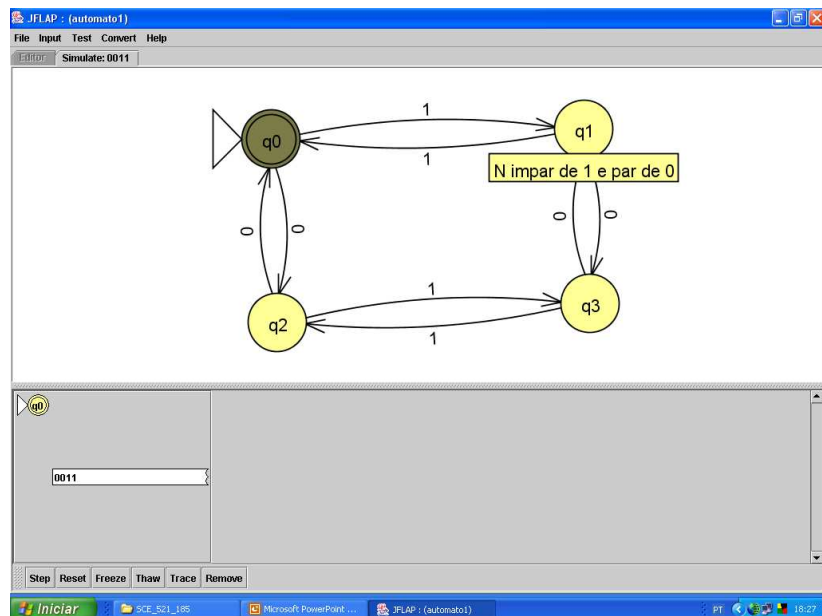 JFLAP : (automato1)
File Input Test Convert Help
Editor Simulate: 0011
q0
1
1
q1
N impar de 1 e par de 0
0
0
0
0
q2
1
1
q3
q0
0011
Step Reset Freeze Thaw Trace Remove
Iniciar SCE_521_185 Microsoft PowerPoint ... JFLAP : (automato1) PT 18:27